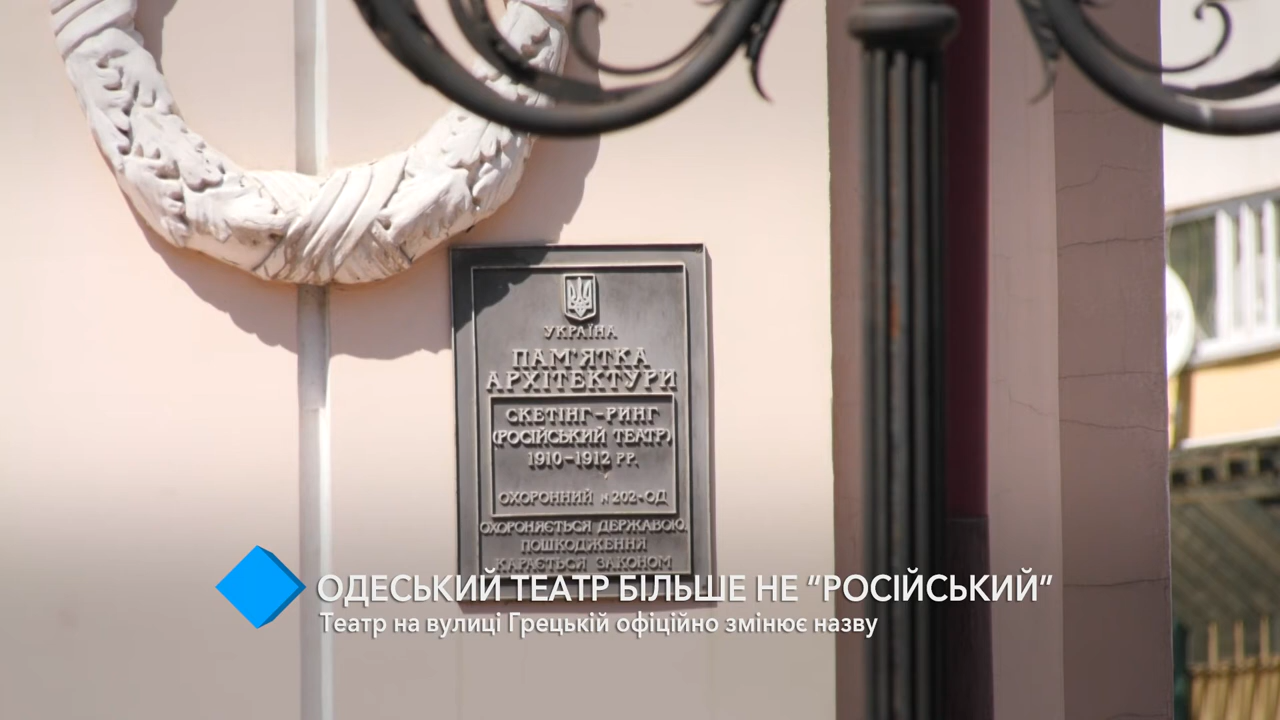 УКРАЇНА
ПАМ'ЯТКА
АРХІТЕКТУРИ
СКЕТІНГ-РИНГ
(РОСІЙСЬКИЙ ТЕАТР)
1910-1912 РР.
ОХОРОННИЙ N 202-ОД
ОХОРОНЯЄТЬСЯ ДЕРЖАВОЮ.
ПОШКОДЖЕННЯ
КАРАЄТЬСЯ ЗАКОНОМ
ОДЕСЬКИЙ ТЕАТР БІЛЬШЕ НЕ “РОСІЙСЬКИЙ”
Театр на вулиці Грецькій офіційно змінює назву